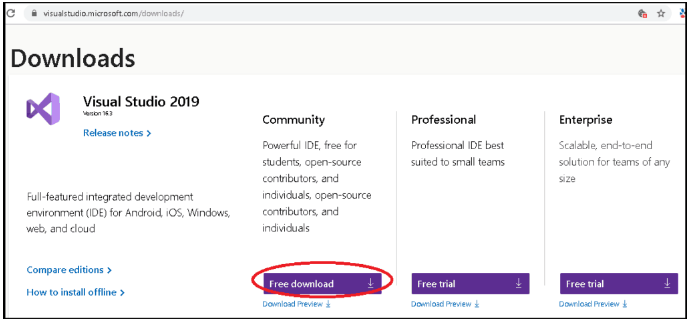 visualstudio.microsoft.com/downloads/
Downloads
Visual Studio 2019
Version 16.3
Release notes >
Full-featured integrated development
environment (IDE) for Android, iOS, Windows,
web, and cloud
Compare editions >
How to install offline >
Community
Powerful IDE, free for
students, open-source
contributors, and
individuals, open-source
contributors, and
individuals
Free download
Download Preview
Professional
Professional IDE best
suited to small teams
Free trial
Download Preview
Enterprise
Scalable, end-to-end
solution for teams of any
size
Free trial
Download Preview